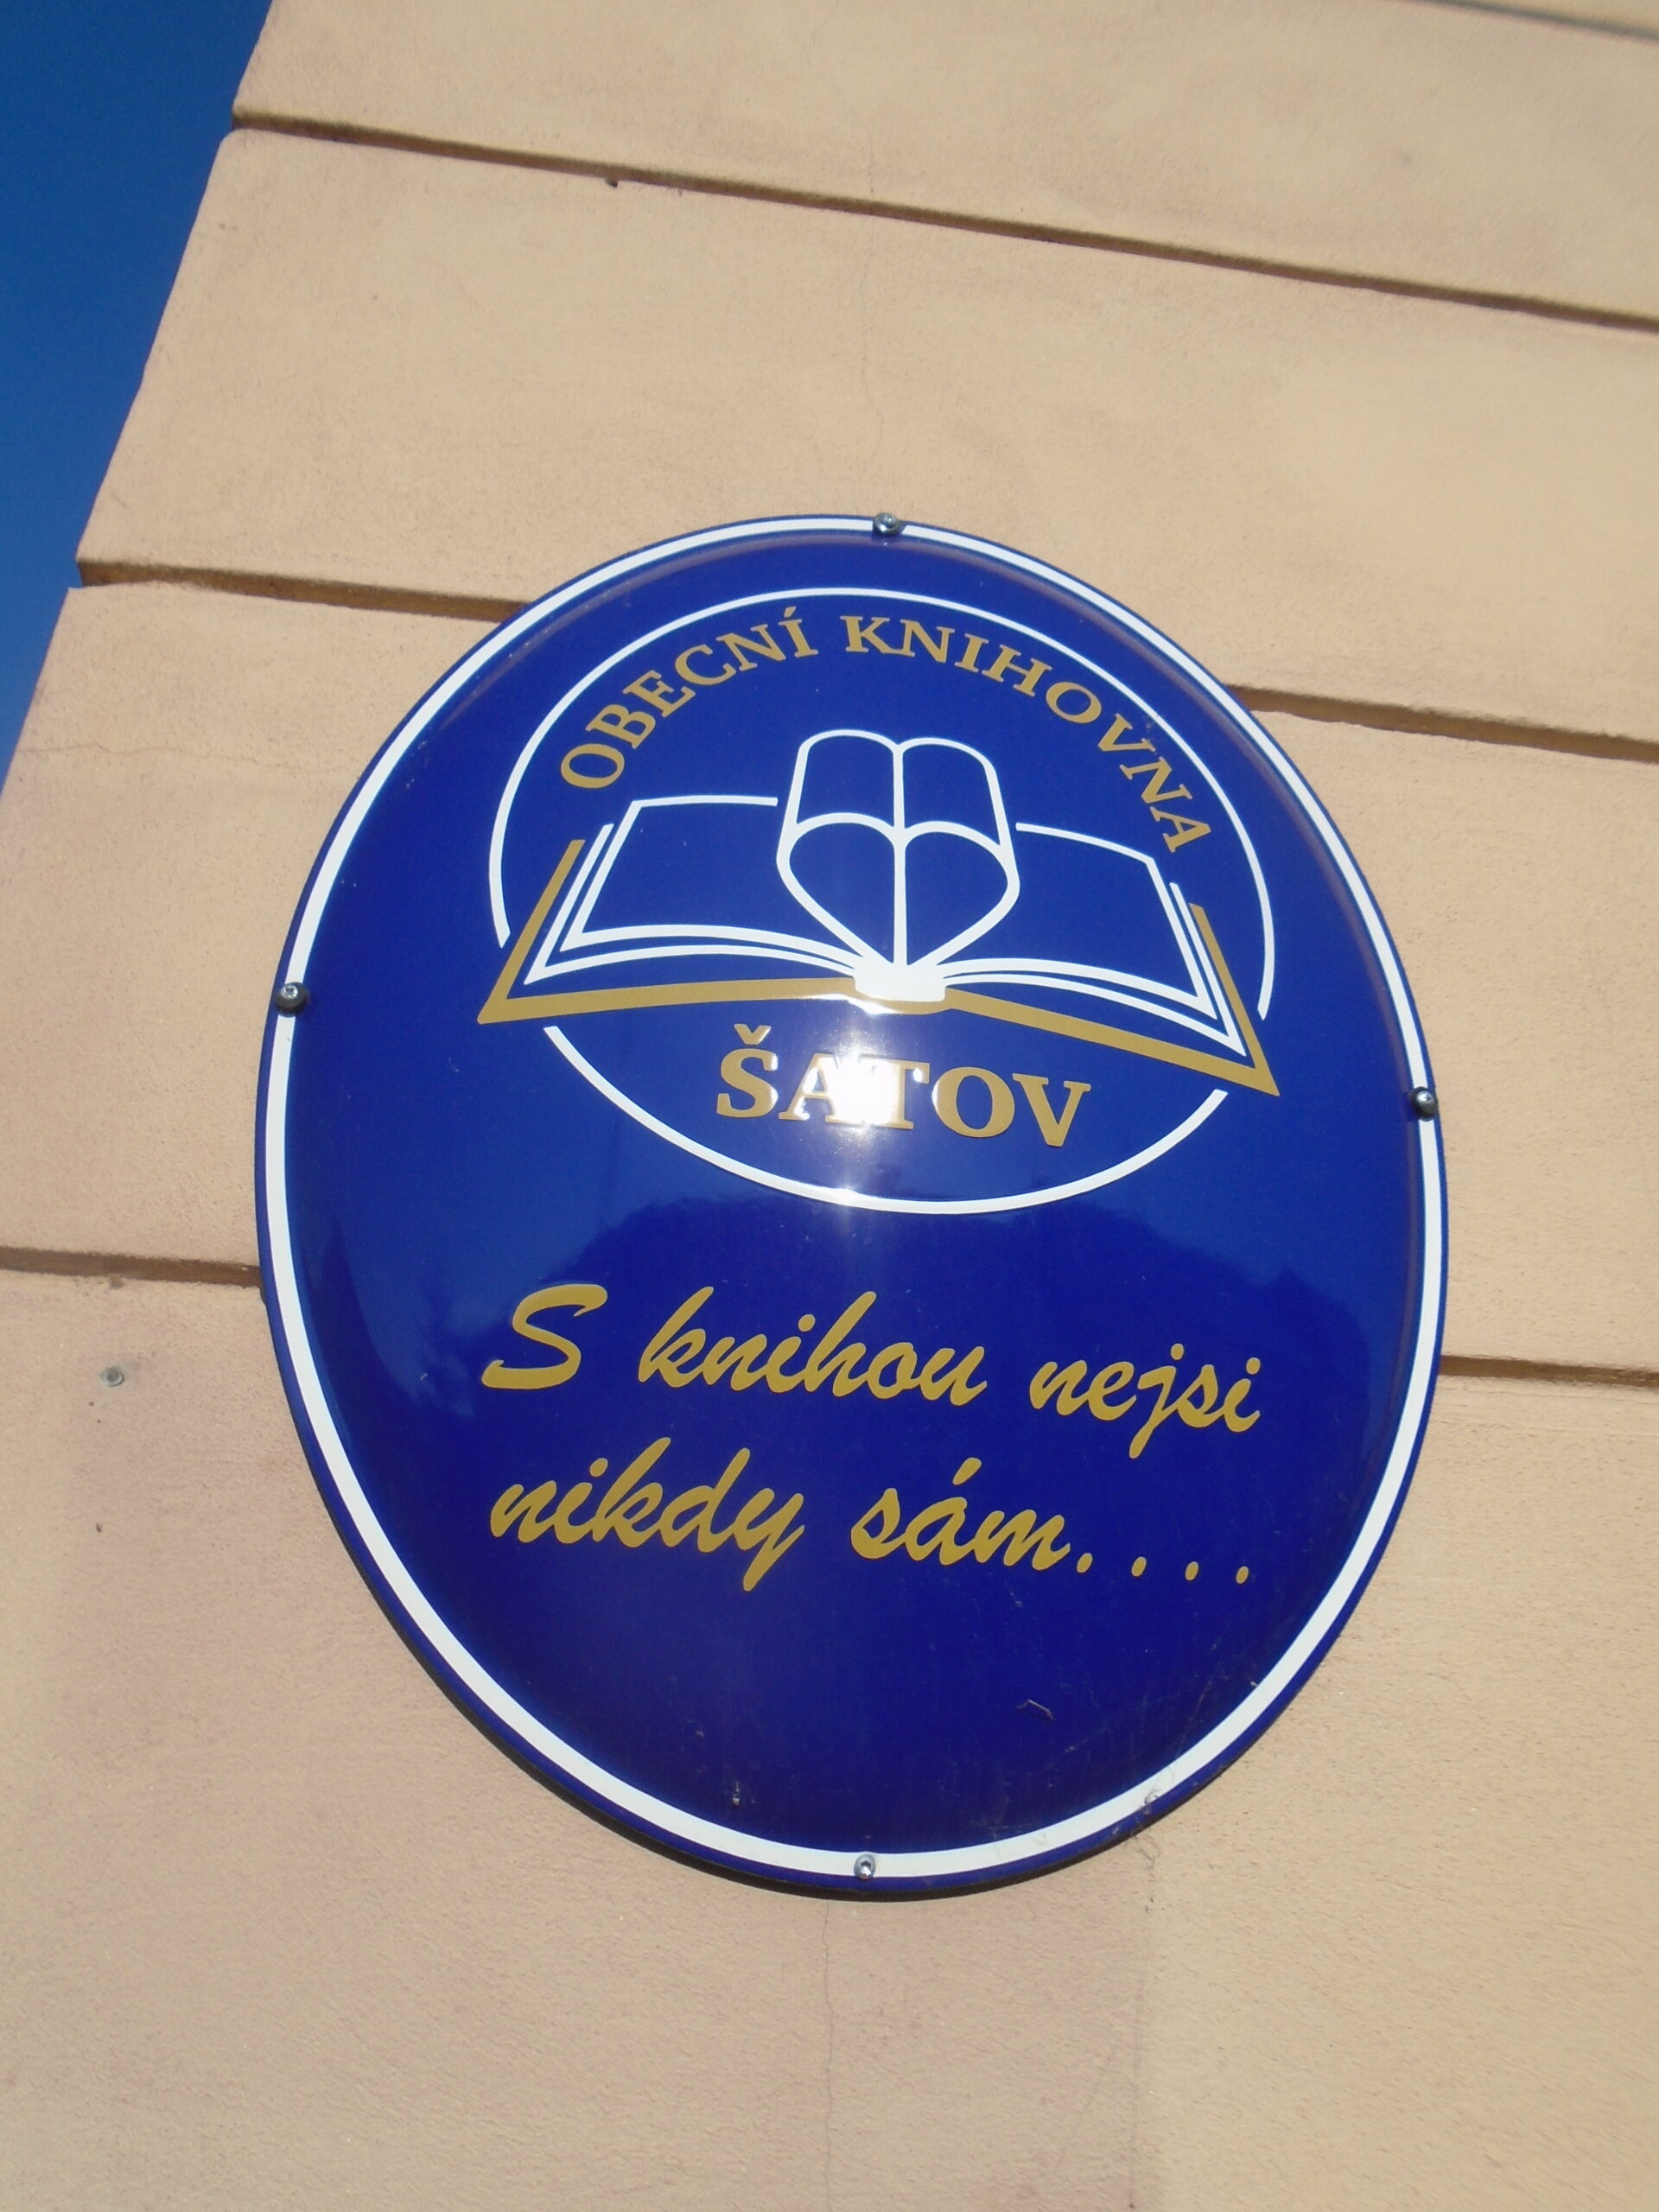 OBECNÍ KNIHOVNA
ŠATOV
S knihou nejsi
nikdy sám....